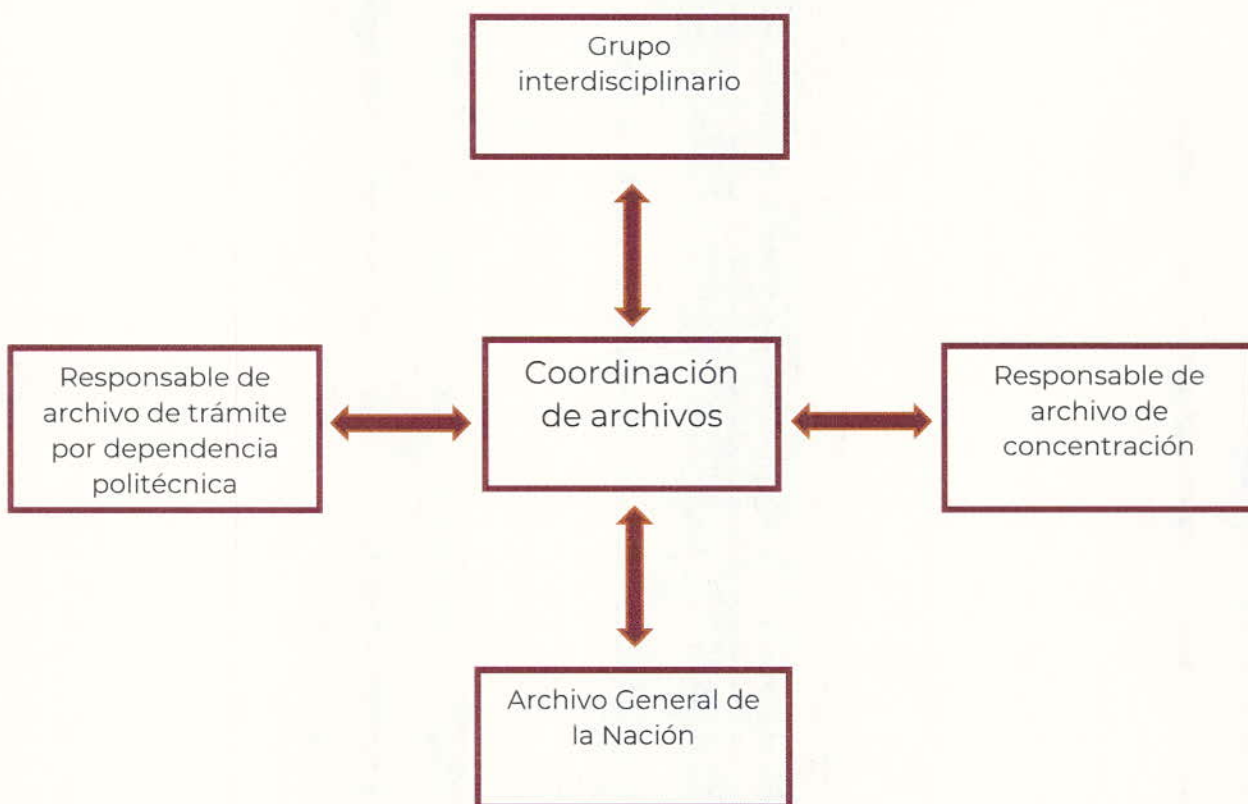 Grupo
interdisciplinario
Responsable de
archivo de trámite
por dependencia
politécnica
Coordinación
de archivos
Responsable de
archivo de
concentración
Archivo General de
la Nación